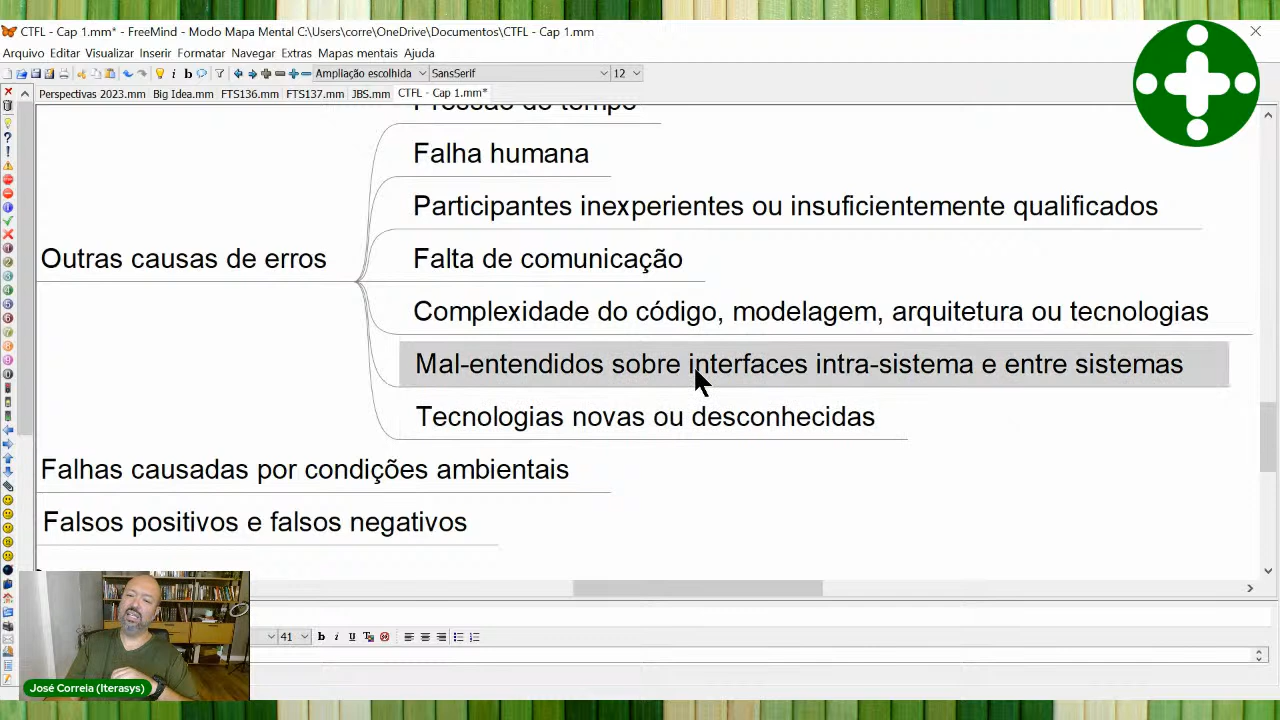 CTFL - Cap 1.mm* - FreeMind - Modo Mapa Mental C:\Users\corre\OneDrive\Documentos\CTFL - Cap 1.mm
Arquivo Editar Visualizar Inserir Formatar Navegar Extras Mapas mentais Ajuda
Ampliação escolhida SansSerif 12
Perspectivas 2023.mm Big Idea.mm FTS136.mm FTS137.mm JBS.mm CTFL - Cap 1.mm*
Pressão de tempo
Falha humana
Participantes inexperientes ou insuficientemente qualificados
Outras causas de erros
Falta de comunicação
Complexidade do código, modelagem, arquitetura ou tecnologias
Mal-entendidos sobre interfaces intra-sistema e entre sistemas
Tecnologias novas ou desconhecidas
Falhas causadas por condições ambientais
Falsos positivos e falsos negativos
41
José Correia (Iterasys)